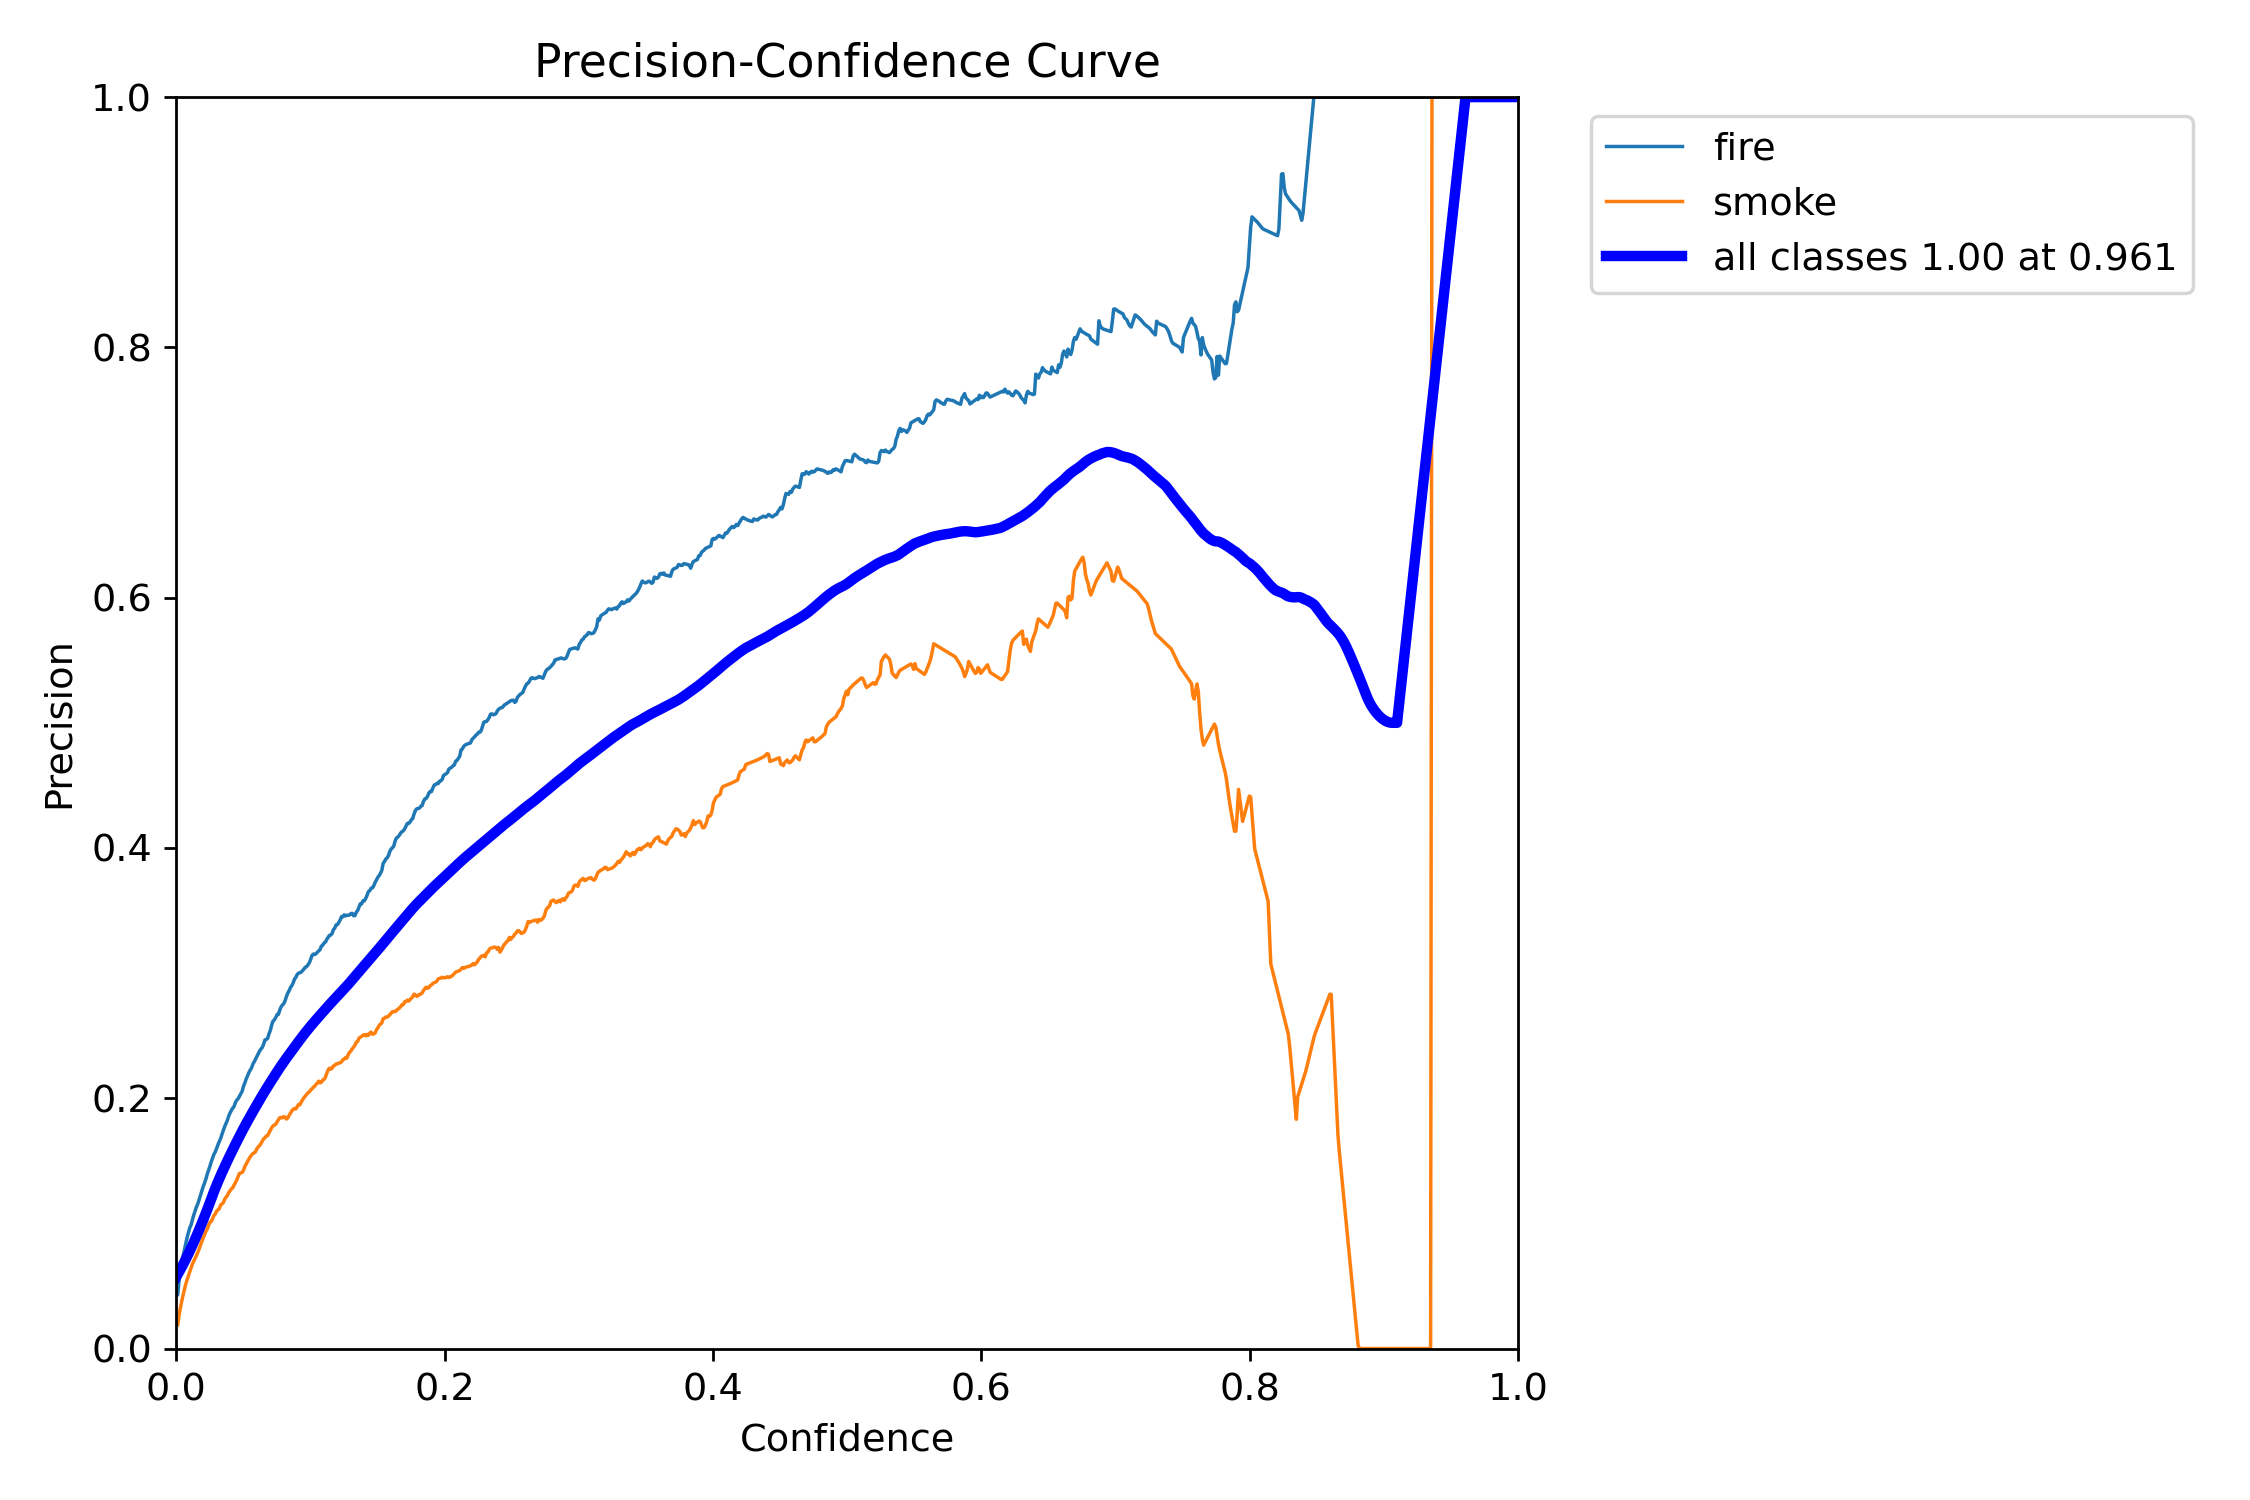 Precision-Confidence Curve
1.0
0.8
0.6
0.4
0.2
0.0
Precision
0.0 0.2 0.4 0.6 0.8 1.0
Confidence
fire
smoke
all classes 1.00 at 0.961